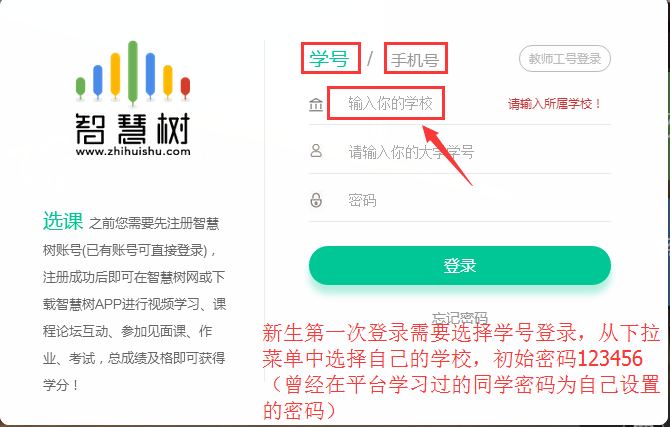 学号 / 手机号
教师工号登录
输入你的学校
请输入所属学校！
请输入你的大学学号
密码
登录
忘记密码
智慧树
www.zhihuishu.com
选课 之前您需要先注册智慧
树账号(已有账号可直接登录)，
注册成功后即可在智慧树网或下
载智慧树APP进行视频学习、课
程论坛互动、参加见面课、作
业、考试，总成绩及格即可获得
学分！
新生第一次登录需要选择学号登录，从下拉
菜单中选择自己的学校，初始密码123456
（曾经在平台学习过的同学密码为自己设置
的密码）